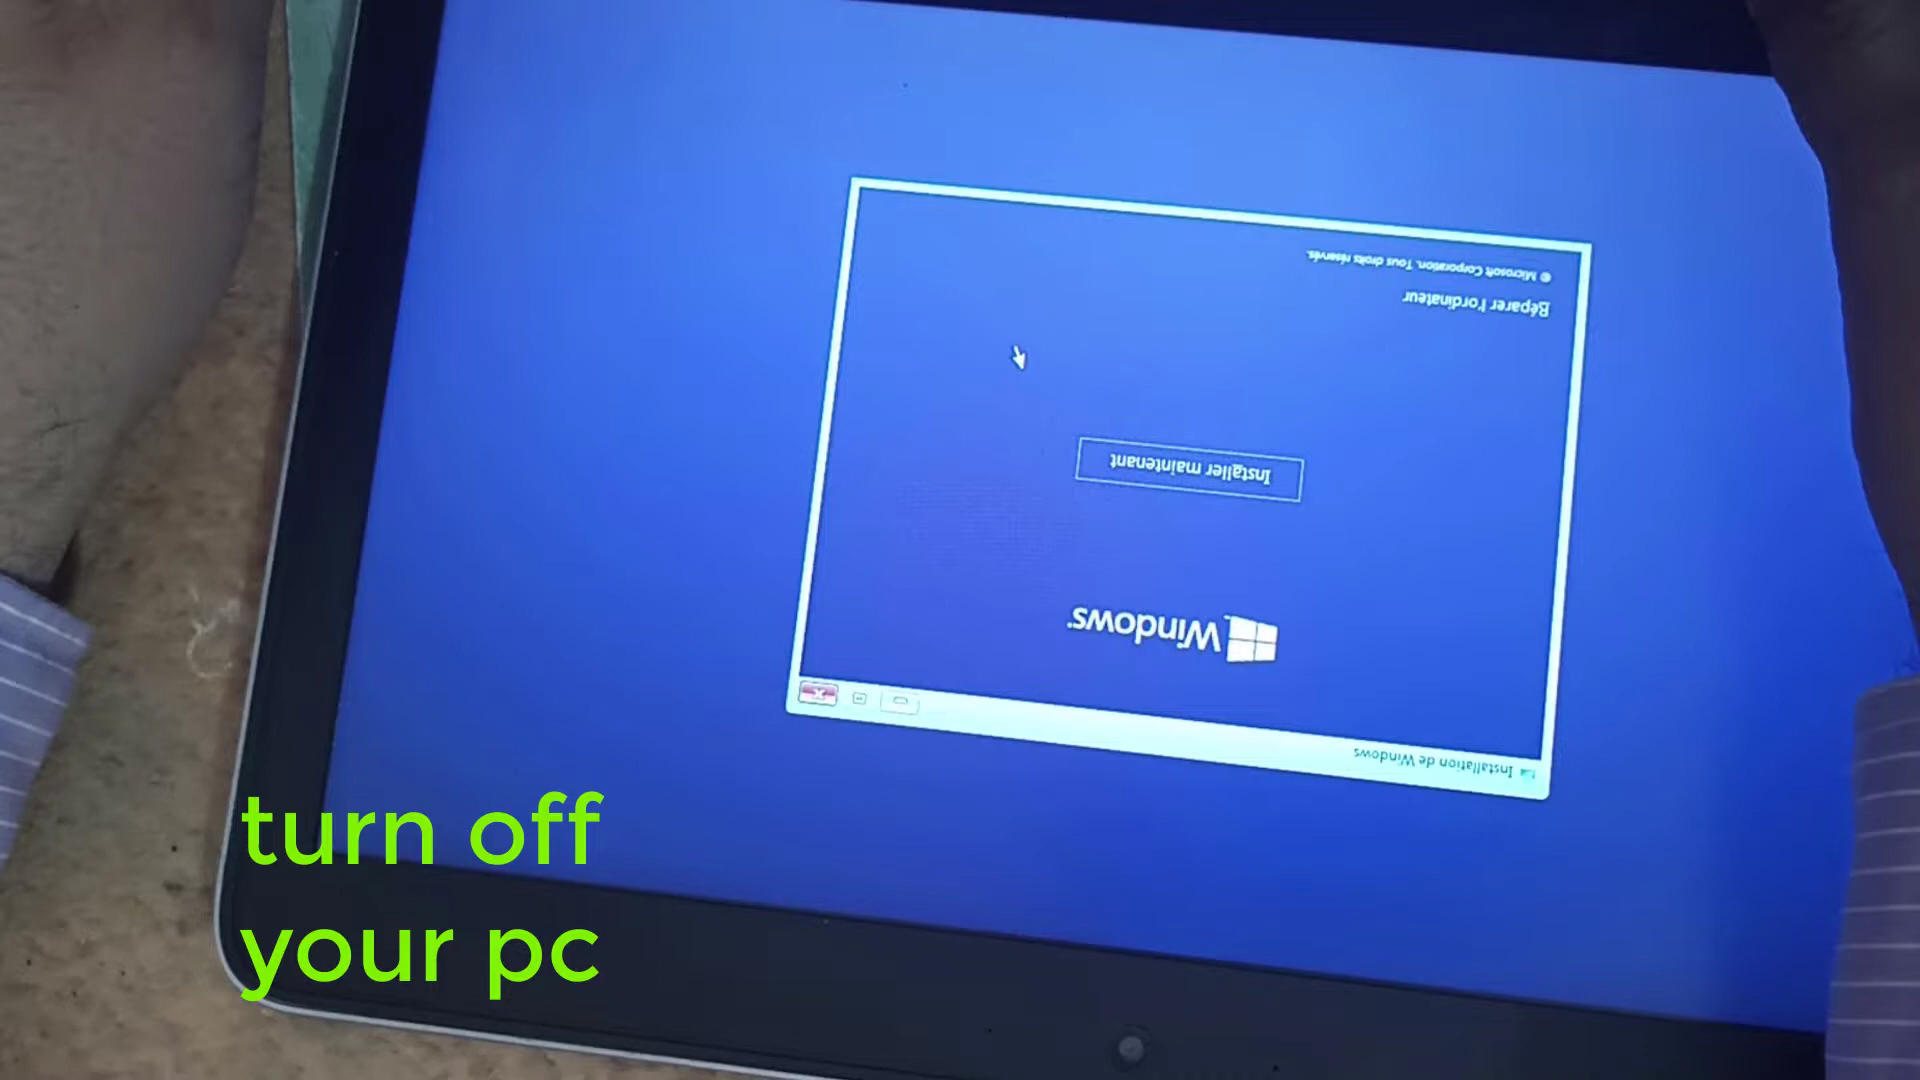 Installation de Windows
Windows
Installer maintenant
Réparer l'ordinateur
© Microsoft Corporation. Tous droits réservés.
turn off
your pc